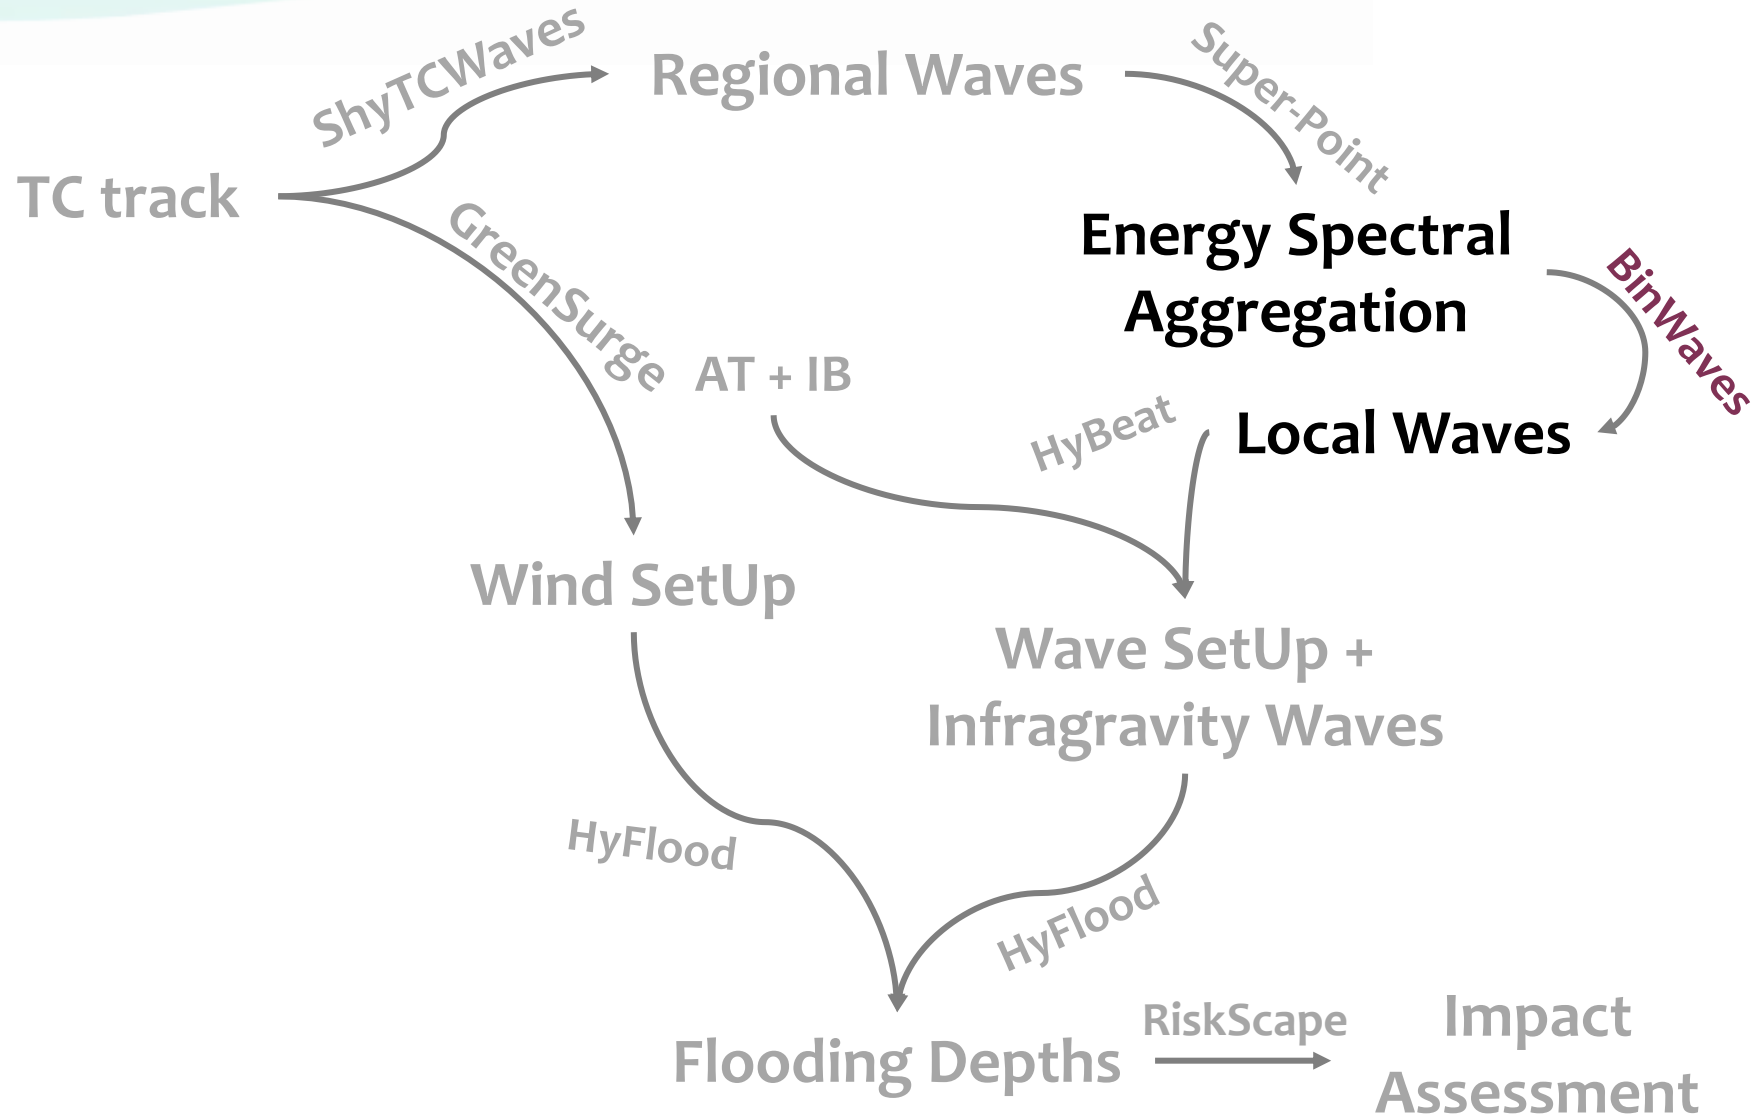 ShyTCWaves
Regional Waves
Super-Point
TC track
GreenSurge
Energy Spectral
Aggregation
BinWaves
AT + IB
HyBeat
Local Waves
Wind SetUp
Wave SetUp +
Infragravity Waves
HyFlood
HyFlood
Flooding Depths
RiskScape
Impact
Assessment